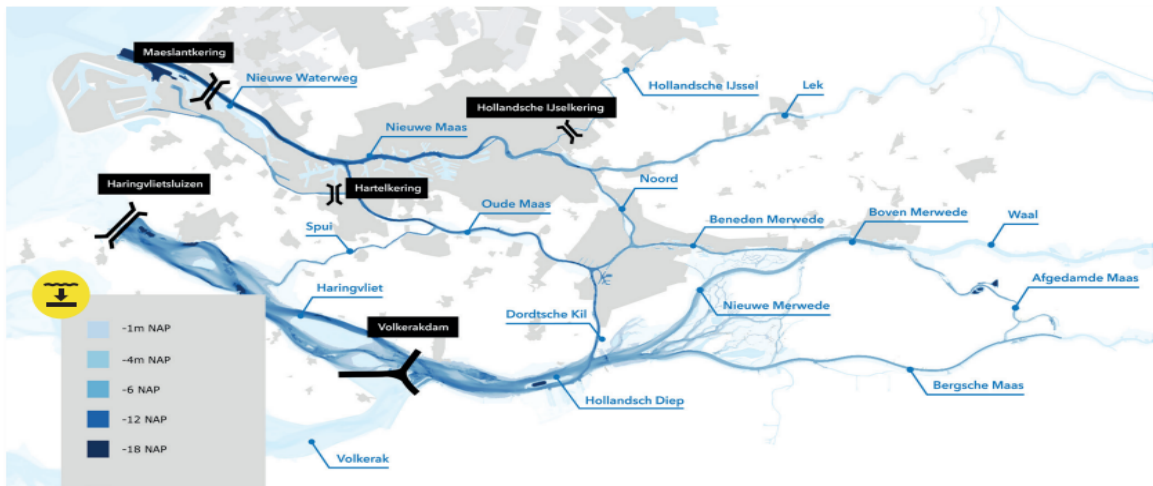 Maeslantkering
Nieuwe Waterweg
Hollandsche IJssel
Lek
Hollandsche IJselkering
Nieuwe Maas
Haringvlietsluizen
Hartelkering
Noord
Oude Maas
Beneden Merwede
Boven Merwede
Waal
Spui
Afgedamde Maas
Haringvliet
Nieuwe Merwede
Volkerakdam
Dordtsche Kil
Bergsche Maas
Hollandsch Diep
Volkerak
-1m NAP
-4m NAP
-6 NAP
-12 NAP
-18 NAP